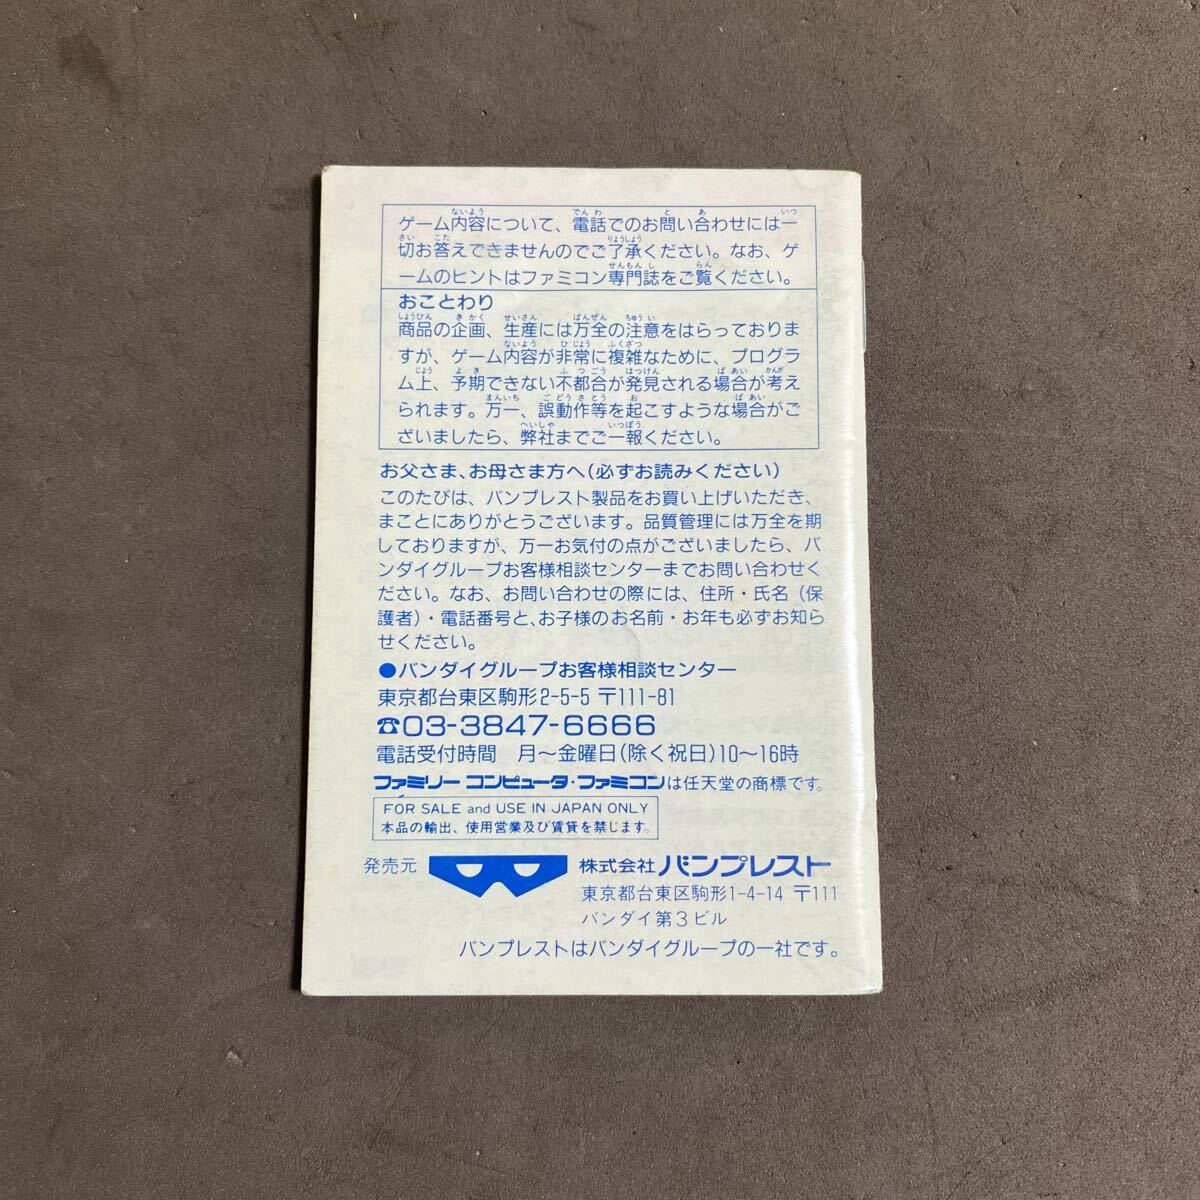 ゲーム内容について、電話でのお問い合わせには一
切お答えできませんのでご了承ください。なお、ゲ
ームのヒントはファミコン専門誌をご覧ください。
おことわり
商品の企画、生産には万全の注意をはらっておりま
すが、ゲーム内容が非常に複雑なために、プログラ
ム上、予期できない不都合が発見される場合が考え
られます。万一、誤動作等を起こすような場合がご
ざいましたら、弊社までご一報ください。
お父さま、お母さま方へ(必ずお読みください)
このたびは、バンプレスト製品をお買い上げいただき、
まことにありがとうございます。品質管理には万全を期
しておりますが、万一お気付の点がございましたら、バ
ンダイグループお客様相談センターまでお問い合わせく
ださい。なお、お問い合わせの際には、住所・氏名(保
護者)・電話番号と、お子様のお名前・お年も必ずお知ら
せください。
●バンダイグループお客様相談センター
東京都台東区駒形2-5-5 〒111-81
☎03-3847-6666
電話受付時間 月〜金曜日(除く祝日)10〜16時
ファミリーコンピュータ・ファミコンは任天堂の商標です。
FOR SALE and USE IN JAPAN ONLY
本品の輸出、使用営業及び賃貸を禁じます。
発売元 株式会社バンプレスト
東京都台東区駒形1-4-14 〒111
バンダイ第3ビル
バンプレストはバンダイグループの一社です。